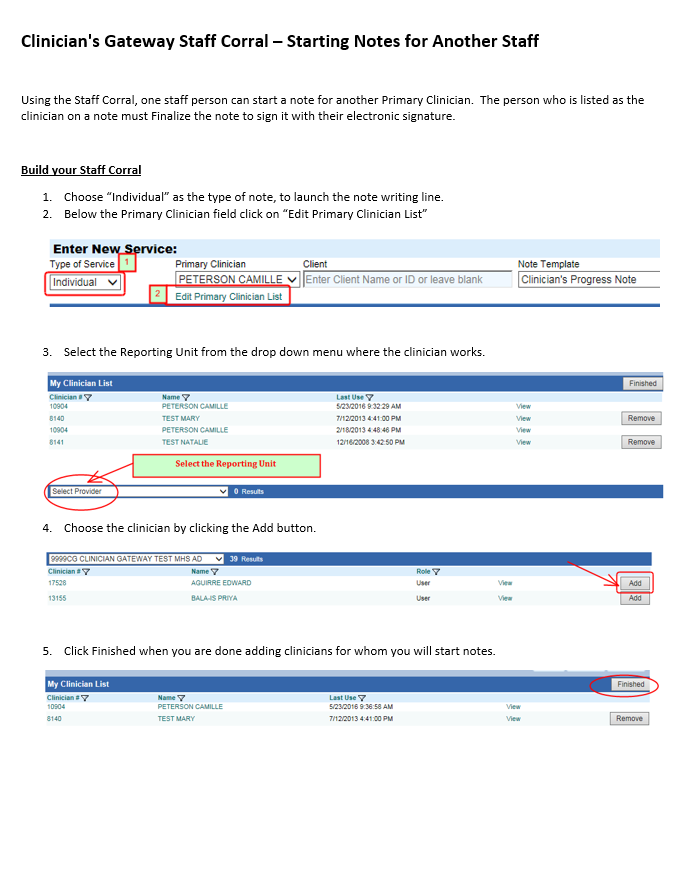 Clinician's Gateway Staff Corral – Starting Notes for Another Staff
Using the Staff Corral, one staff person can start a note for another Primary Clinician.  The person who is listed as the
clinician on a note must Finalize the note to sign it with their electronic signature.
Build your Staff Corral
1. Choose “Individual” as the type of note, to launch the note writing line.
2. Below the Primary Clinician field click on “Edit Primary Clinician List”
Enter New Service:
Type of Service 1 Primary Clinician Client Note Template
Individual PETERSON CAMILLE Enter Client Name or ID or leave blank Clinician's Progress Note
2 Edit Primary Clinician List
3. Select the Reporting Unit from the drop down menu where the clinician works.
My Clinician List Finished
Clinician # Name Last Use
10904 PETERSON CAMILLE 5/23/2016 9:32:29 AM View
8140 TEST MARY 7/12/2013 4:41:00 PM View Remove
10904 PETERSON CAMILLE 2/18/2013 4:48:46 PM View
8141 TEST NATALIE 12/16/2008 3:42:50 PM View Remove
Select the Reporting Unit
Select Provider 0 Results
4. Choose the clinician by clicking the Add button.
9999CG CLINICIAN GATEWAY TEST MHS AD 39 Results
Clinician # Name Role
17528 AGUIRRE EDWARD User View Add
13155 BALA-IS PRIYA User View Add
5. Click Finished when you are done adding clinicians for whom you will start notes.
My Clinician List Finished
Clinician # Name Last Use
10904 PETERSON CAMILLE 5/23/2016 9:36:58 AM View
8140 TEST MARY 7/12/2013 4:41:00 PM View Remove